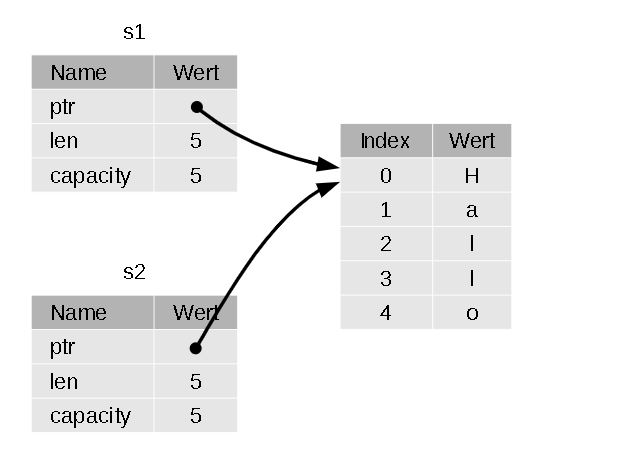 s1
Name Wert
ptr
len 5
capacity 5
Index Wert
0 H
1 a
2 l
3 l
4 o
s2
Name Wert
ptr
len 5
capacity 5